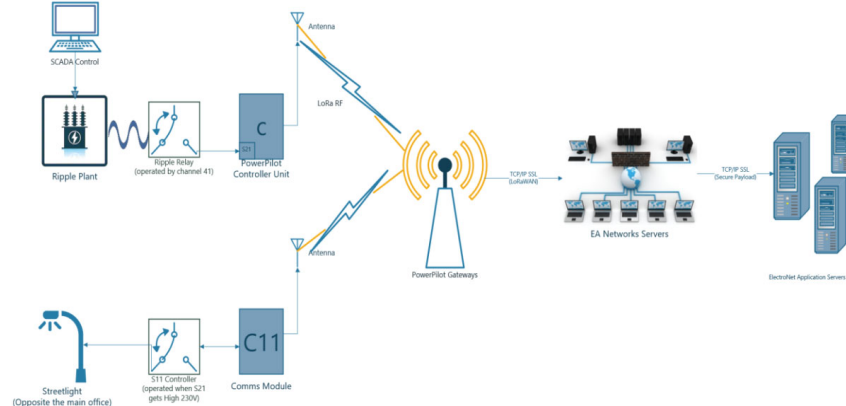 SCADA Control
Antenna
LoRa RF
C
S21
Ripple Plant
Ripple Relay
(operated by channel 41)
PowerPilot
Controller Unit
TCP/IP SSL
(LoRaWAN)
TCP/IP SSL
(Secure Payload)
EA Networks Servers
PowerPilot Gateways
ElectroNet Application Servers
Antenna
C11
S11 Controller
(operated when S21
gets High 230V)
Comms Module
Streetlight
(Opposite the main office)